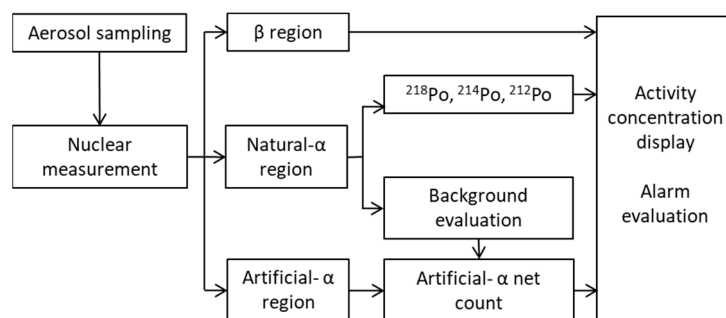 Aerosol sampling
β region
Nuclear
measurement
Natural-α
region
²¹⁸Po, ²¹⁴Po, ²¹²Po
Background
evaluation
Artificial- α
region
Artificial- α net
count
Activity
concentration
display
Alarm
evaluation